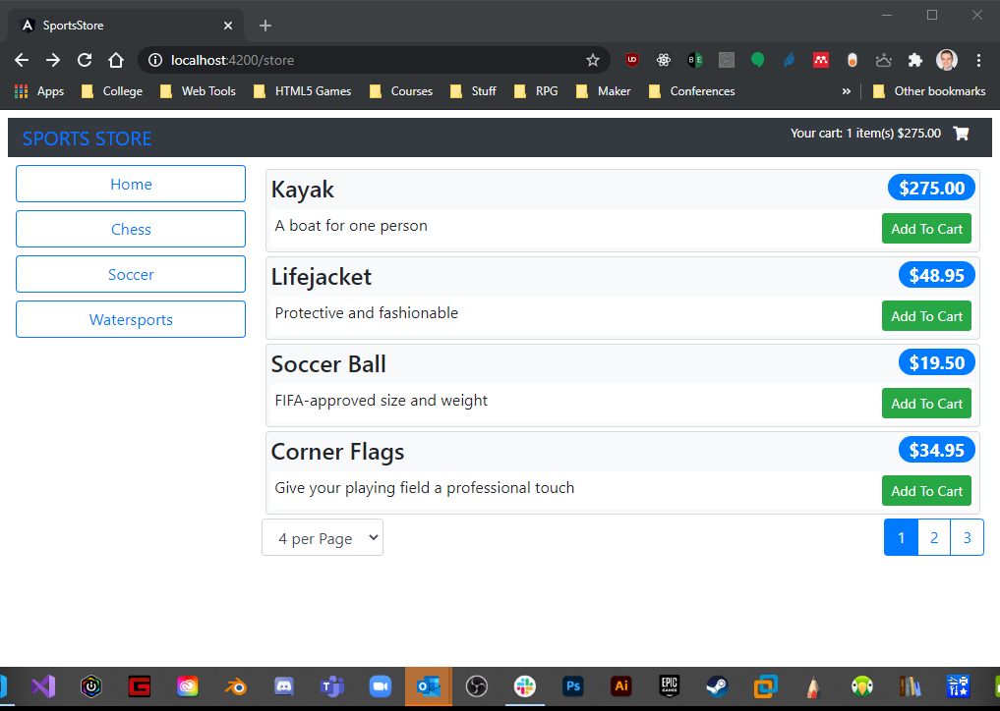 SportsStore
localhost:4200/store
Apps College Web Tools HTML5 Games Courses Stuff RPG Maker Conferences » Other bookmarks
SPORTS STORE Your cart: 1 item(s) $275.00
Home
Chess
Soccer
Watersports
Kayak $275.00
A boat for one person Add To Cart
Lifejacket $48.95
Protective and fashionable Add To Cart
Soccer Ball $19.50
FIFA-approved size and weight Add To Cart
Corner Flags $34.95
Give your playing field a professional touch Add To Cart
4 per Page 1 2 3
Ps Ai EPIC GAMES